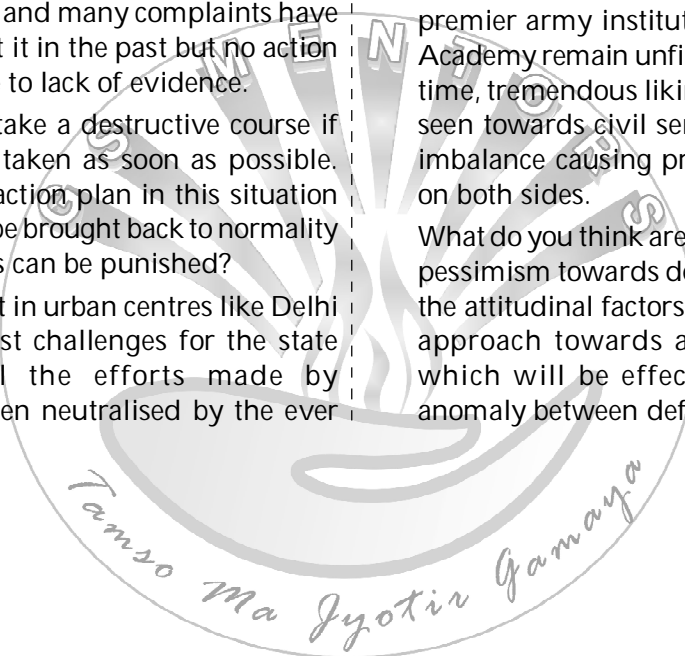 and many complaints have
t it in the past but no action
to lack of evidence.
take a destructive course if
taken as soon as possible.
action plan in this situation
be brought back to normality
s can be punished?
t in urban centres like Delhi
st challenges for the state
l the efforts made by
en neutralised by the ever
premier army institut
Academy remain unfi
time, tremendous likin
seen towards civil ser
imbalance causing pr
on both sides.
What do you think are
pessimism towards de
the attitudinal factors
approach towards a
which will be effec
anomaly between def
GS MENTORS
Tamso Ma Jyotir Gamaya